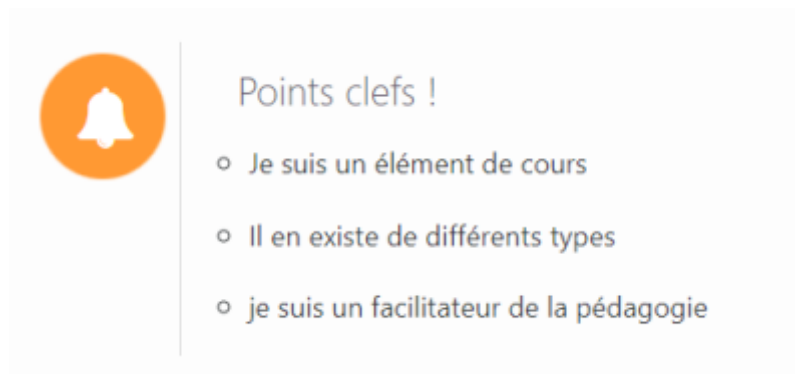 Points clefs !
Je suis un élément de cours
Il en existe de différents types
je suis un facilitateur de la pédagogie